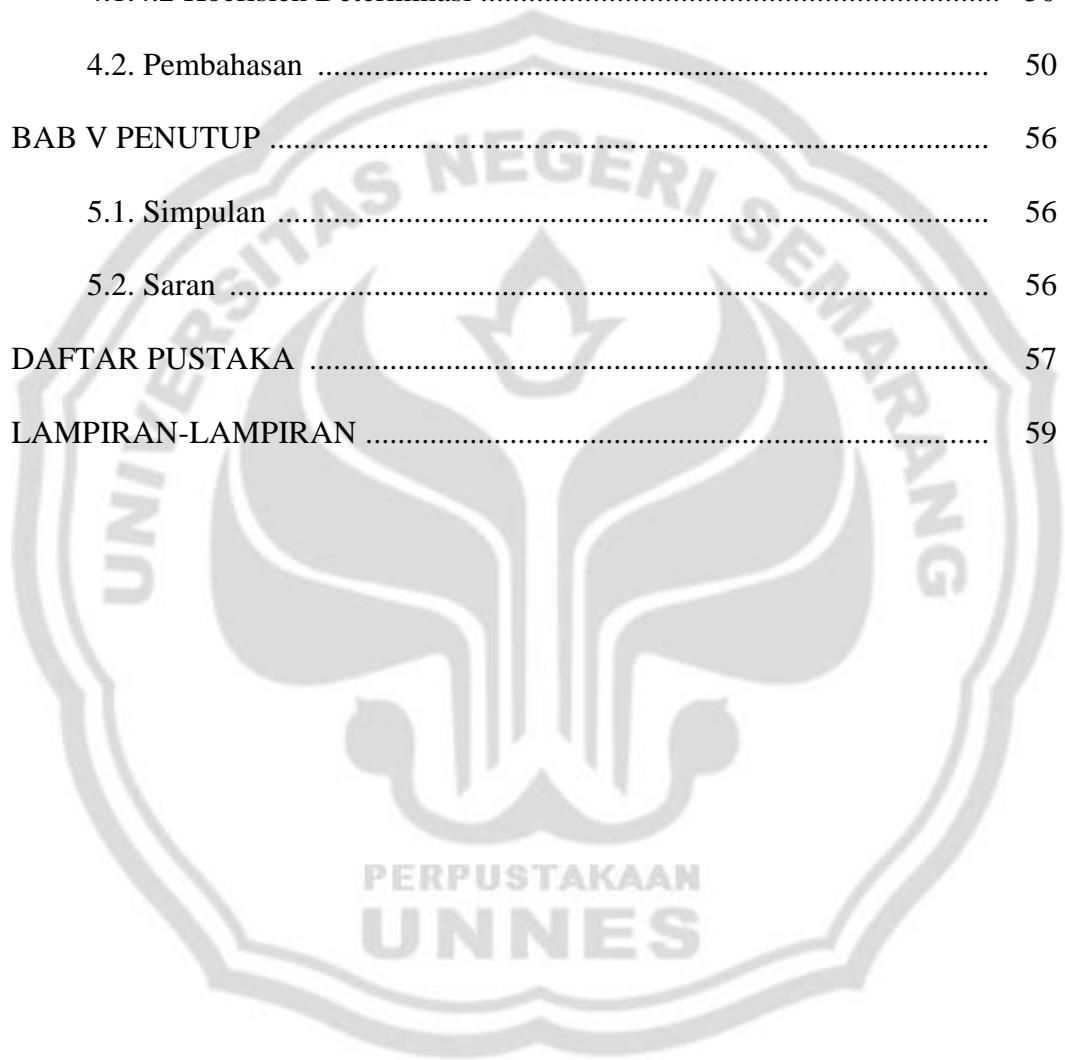 4.2. Pembahasan ........................................................................................ 50
BAB V PENUTUP ............................................................................................. 56
5.1. Simpulan ............................................................................................. 56
5.2. Saran ................................................................................................... 56
DAFTAR PUSTAKA ........................................................................................ 57
LAMPIRAN-LAMPIRAN ................................................................................. 59
UNIVERSITAS NEGERI SEMARANG
PERPUSTAKAAN
UNNES